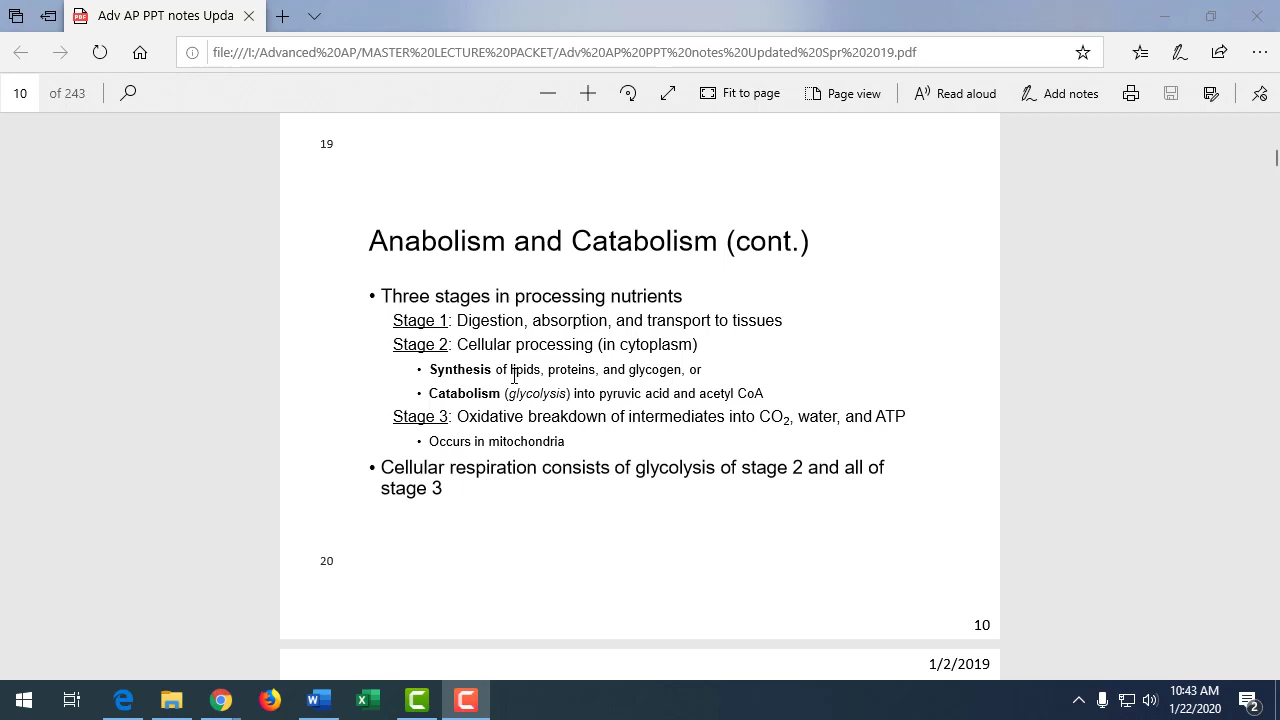 Adv AP PPT notes Upda
file:///I:/Advanced%20AP/MASTER%20LECTURE%20PACKET/Adv%20AP%20PPT%20notes%20Updated%20Spr%202019.pdf
10 of 243
Fit to page
Page view
Read aloud
Add notes
19
Anabolism and Catabolism (cont.)
• Three stages in processing nutrients
Stage 1: Digestion, absorption, and transport to tissues
Stage 2: Cellular processing (in cytoplasm)
• Synthesis of lipids, proteins, and glycogen, or
• Catabolism (glycolysis) into pyruvic acid and acetyl CoA
Stage 3: Oxidative breakdown of intermediates into CO₂, water, and ATP
• Occurs in mitochondria
• Cellular respiration consists of glycolysis of stage 2 and all of
stage 3
20
10
1/2/2019
10:43 AM
1/22/2020
2